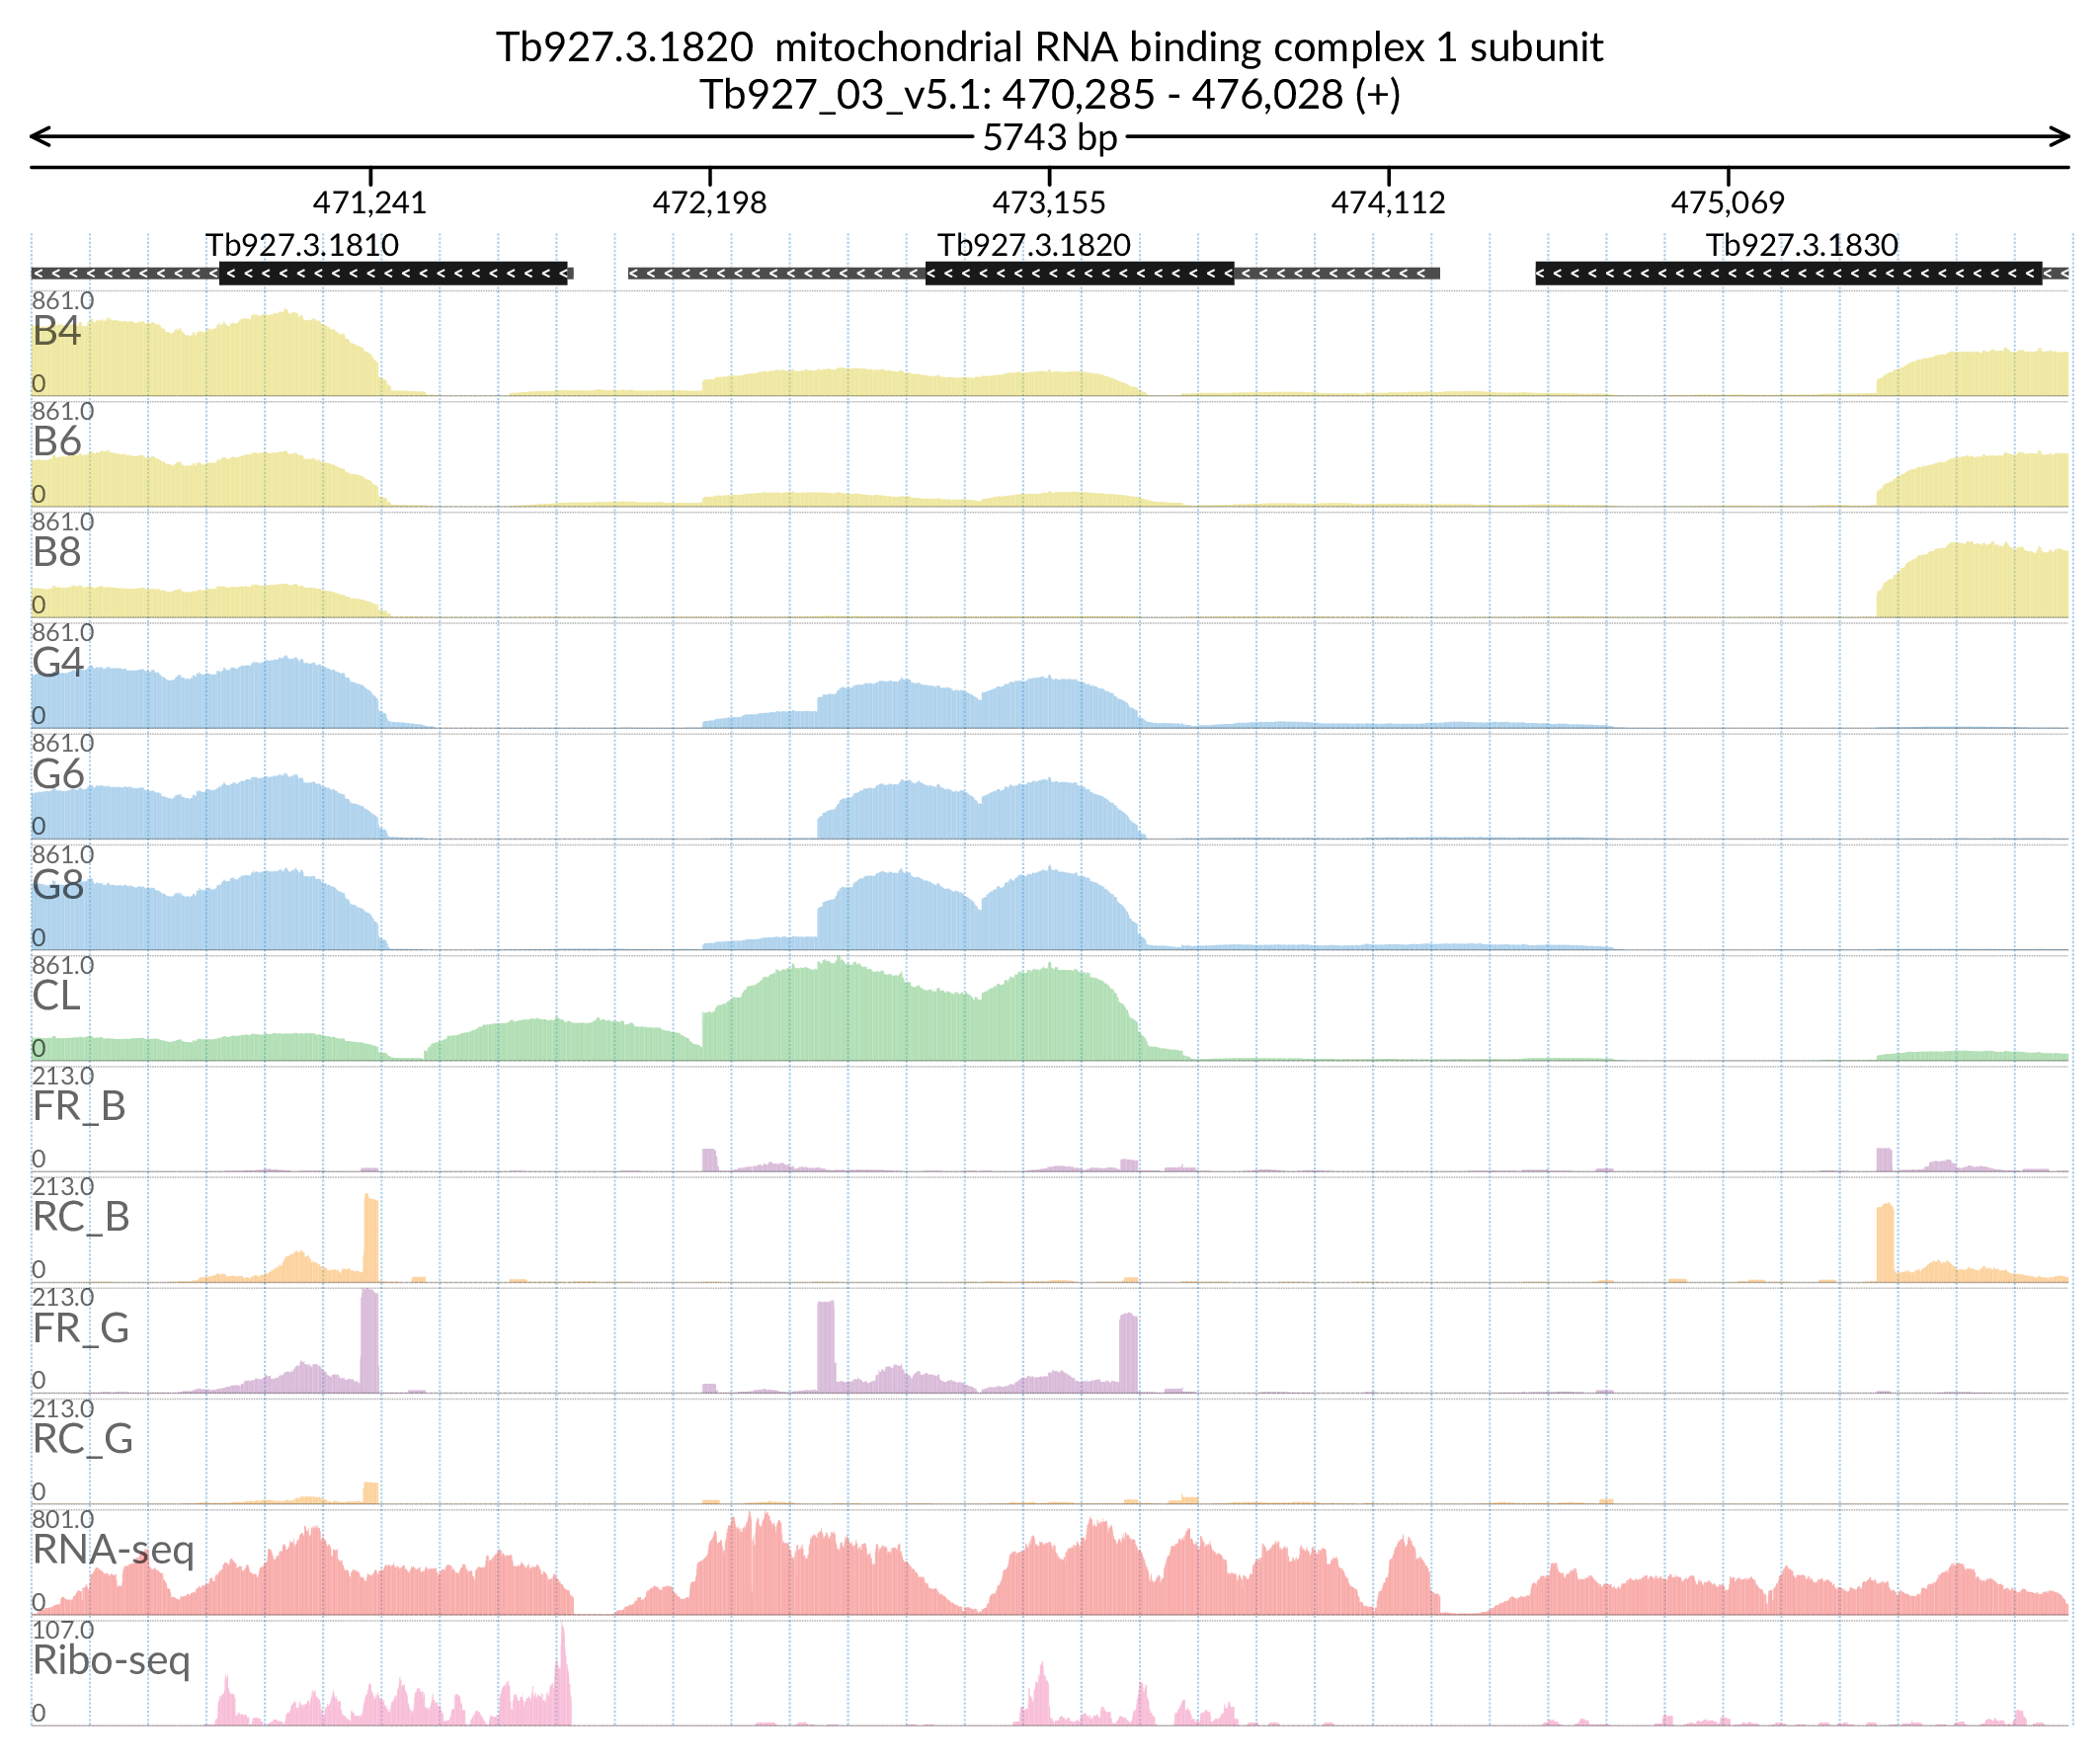 Tb927.3.1820  mitochondrial RNA binding complex 1 subunit
Tb927_03_v5.1: 470,285 - 476,028 (+)
5743 bp
471,241 472,198 473,155 474,112 475,069
Tb927.3.1810 Tb927.3.1820 Tb927.3.1830
861.0
B4
0
861.0
B6
0
861.0
B8
0
861.0
G4
0
861.0
G6
0
861.0
G8
0
861.0
CL
0
213.0
FR_B
0
213.0
RC_B
0
213.0
FR_G
0
213.0
RC_G
0
801.0
RNA-seq
0
107.0
Ribo-seq
0